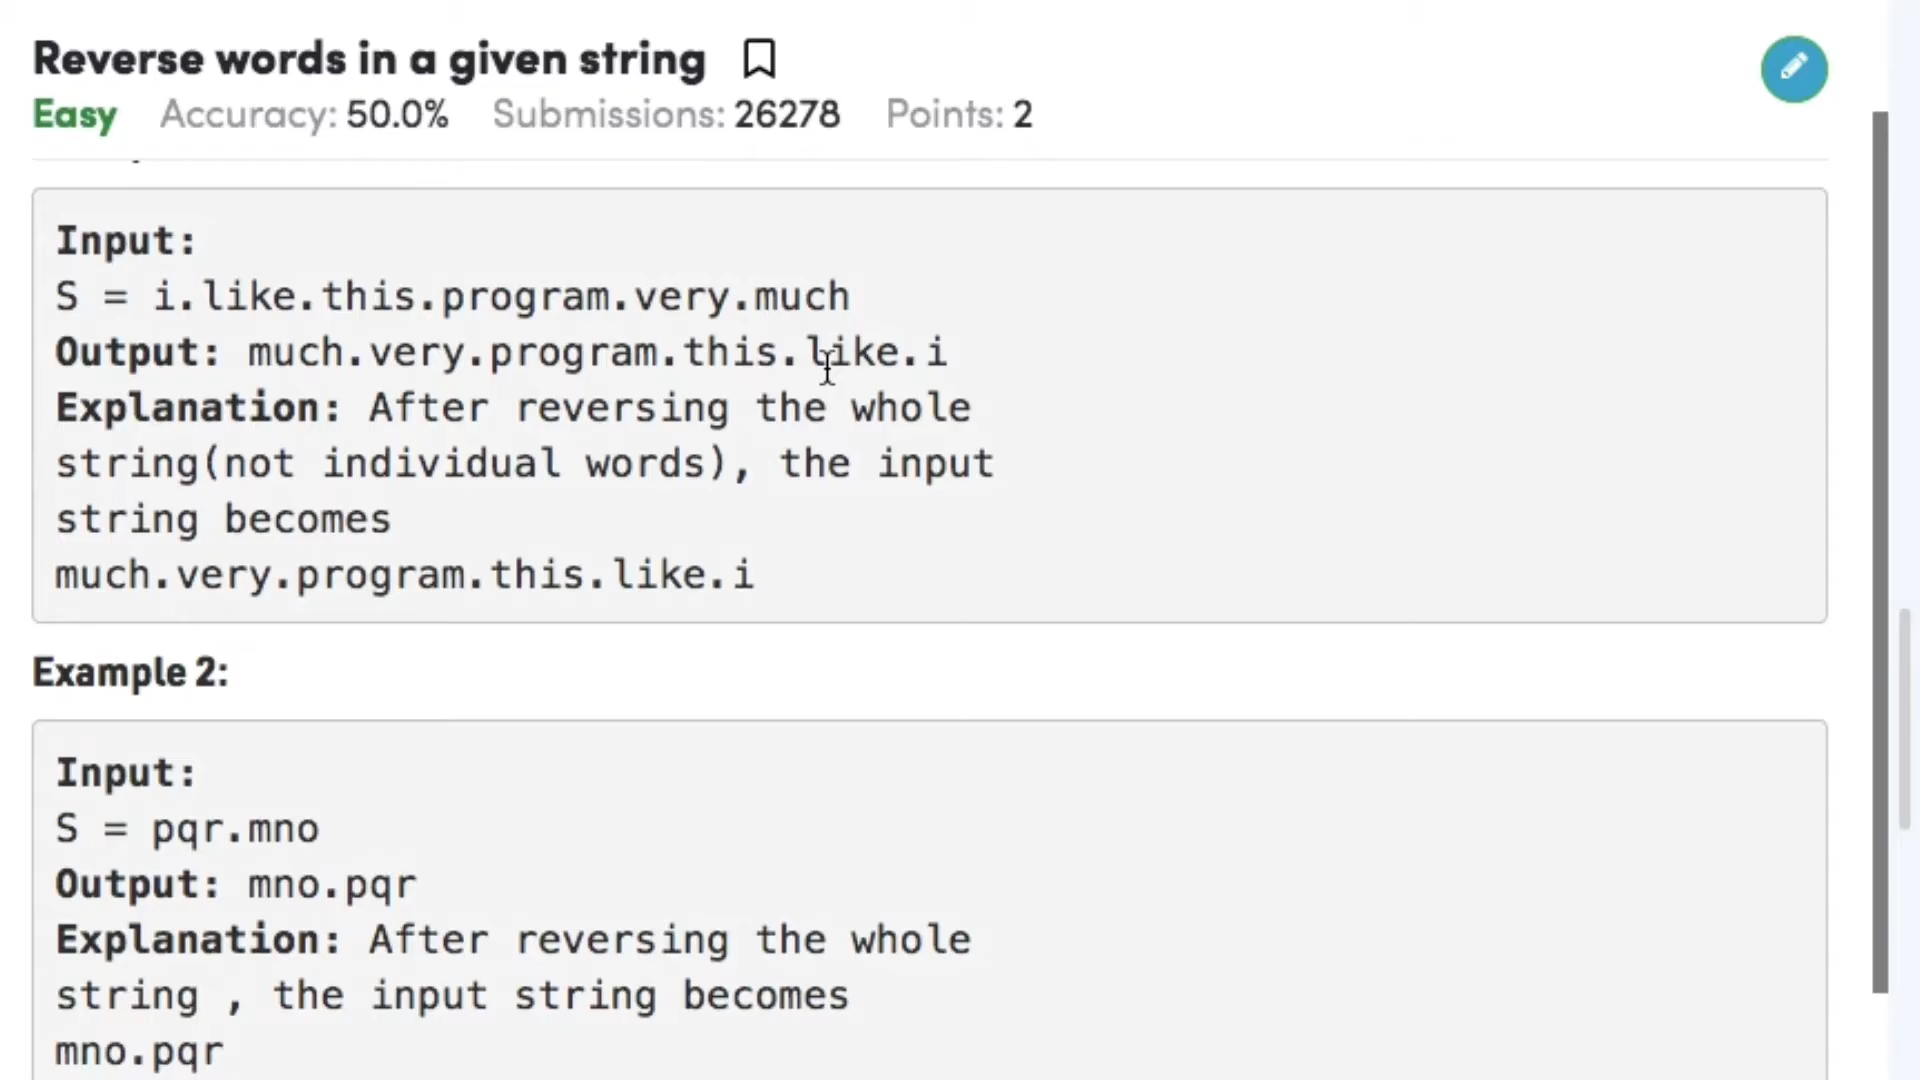 Reverse words in a given string
Easy Accuracy: 50.0% Submissions: 26278 Points: 2
Input:
S = i.like.this.program.very.much
Output: much.very.program.this.like.i
Explanation: After reversing the whole
string(not individual words), the input
string becomes
much.very.program.this.like.i
Example 2:
Input:
S = pqr.mno
Output: mno.pqr
Explanation: After reversing the whole
string , the input string becomes
mno.pqr